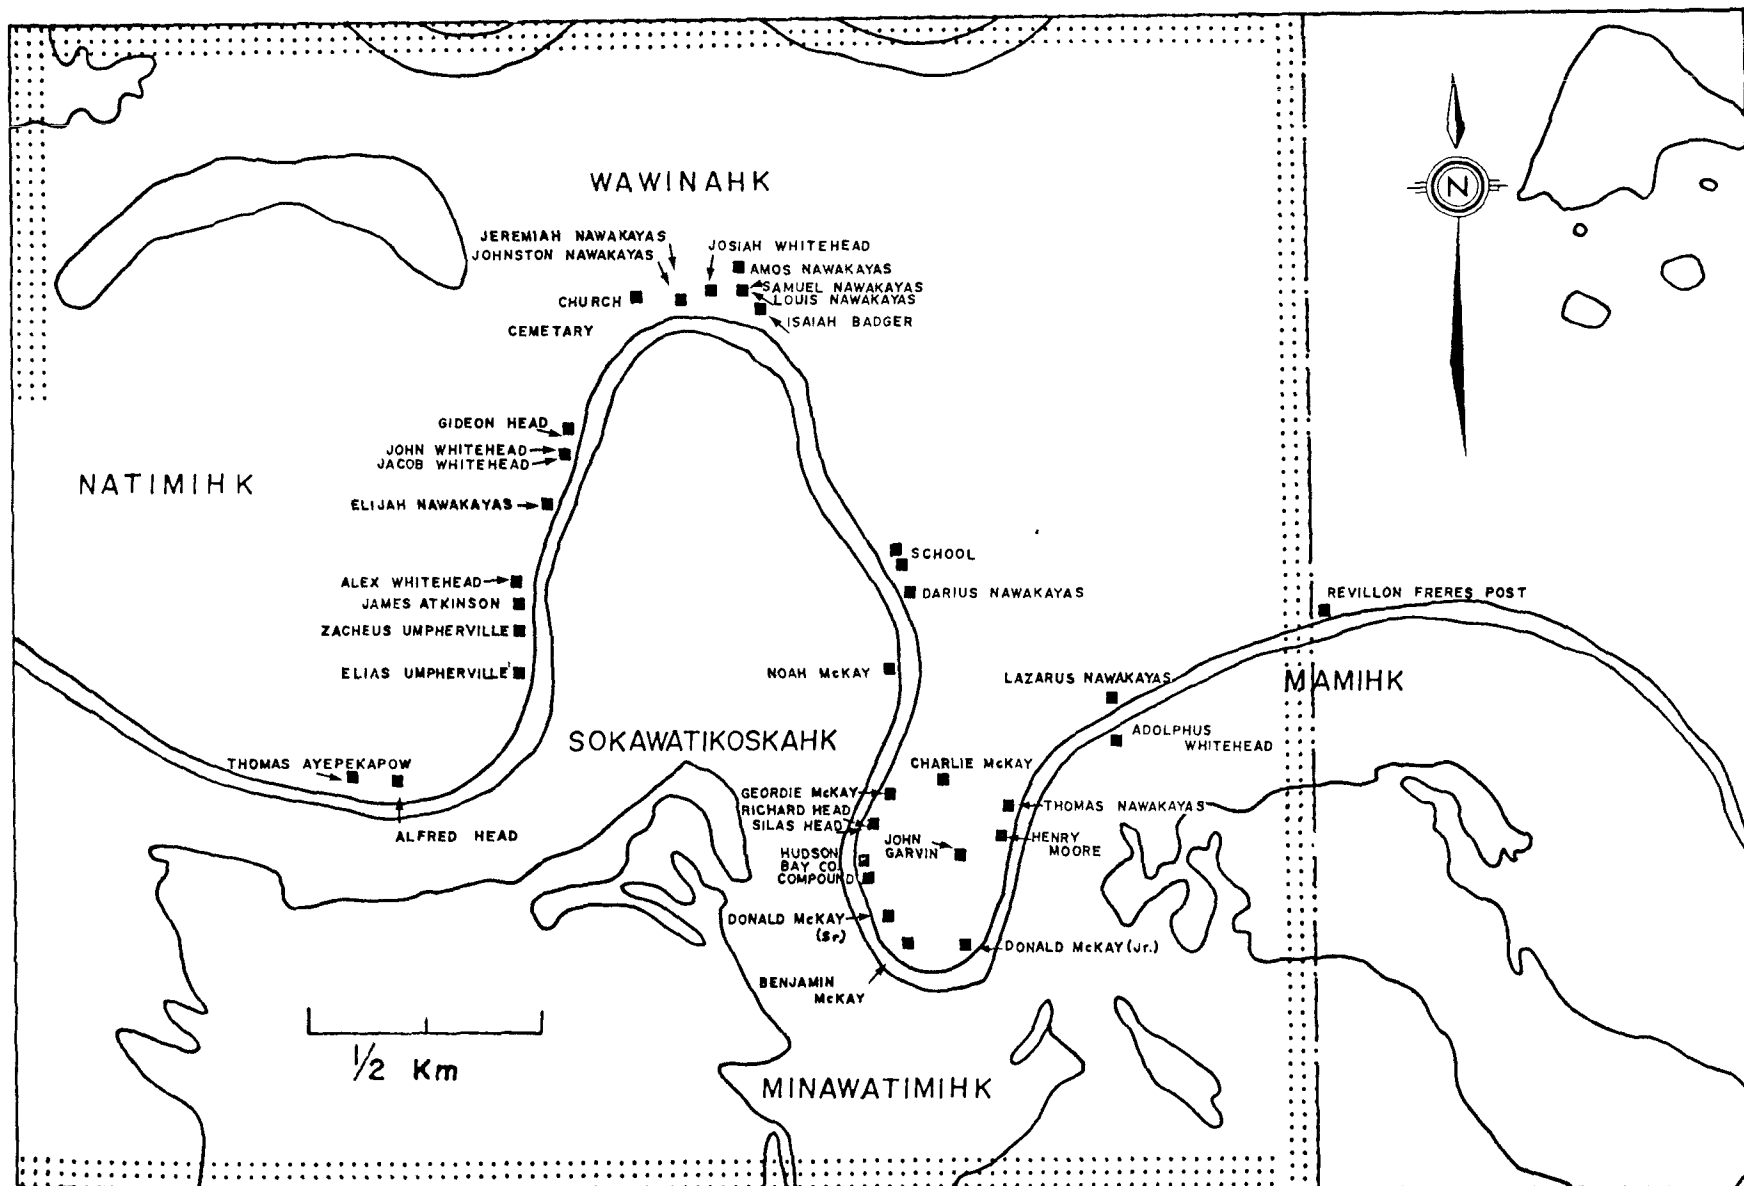 WAWINAHK
JEREMIAH NAWAKAYAS
JOHNSTON NAWAKAYAS
JOSIAH WHITEHEAD
AMOS NAWAKAYAS
SAMUEL NAWAKAYAS
LOUIS NAWAKAYAS
ISAIAH BADGER
CHURCH
CEMETARY
N
GIDEON HEAD
JOHN WHITEHEAD
JACOB WHITEHEAD
NATIMIHK
ELIJAH NAWAKAYAS
SCHOOL
DARIUS NAWAKAYAS
ALEX WHITEHEAD
JAMES ATKINSON
ZACHEUS UMPHERVILLE
ELIAS UMPHERVILLE
REVILLON FRERES POST
NOAH McKAY
LAZARUS NAWAKAYAS
MAMIHK
SOKAWATIKOSKAHK
ADOLPHUS
WHITEHEAD
THOMAS AYEPEKAPOW
ALFRED HEAD
CHARLIE McKAY
GEORDIE McKAY
RICHARD HEAD
SILAS HEAD
THOMAS NAWAKAYAS
JOHN
GARVIN
HENRY
MOORE
HUDSON
BAY CO.
COMPOUND
DONALD McKAY
(Sr)
DONALD McKAY (Jr.)
BENJAMIN
McKAY
1/2 Km
MINAWATIMIHK